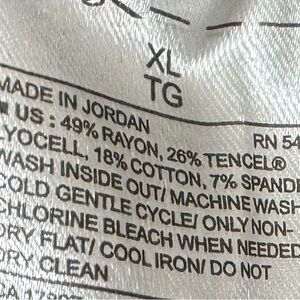 XL
TG
MADE IN JORDAN
US : 49% RAYON, 26% TENCEL® RN 54
LYOCELL, 18% COTTON, 7% SPAND
WASH INSIDE OUT/ MACHINE WASH
COLD GENTLE CYCLE/ ONLY NON-
CHLORINE BLEACH WHEN NEEDED
DRY FLAT/ COOL IRON/ DO NOT
DRY CLEAN